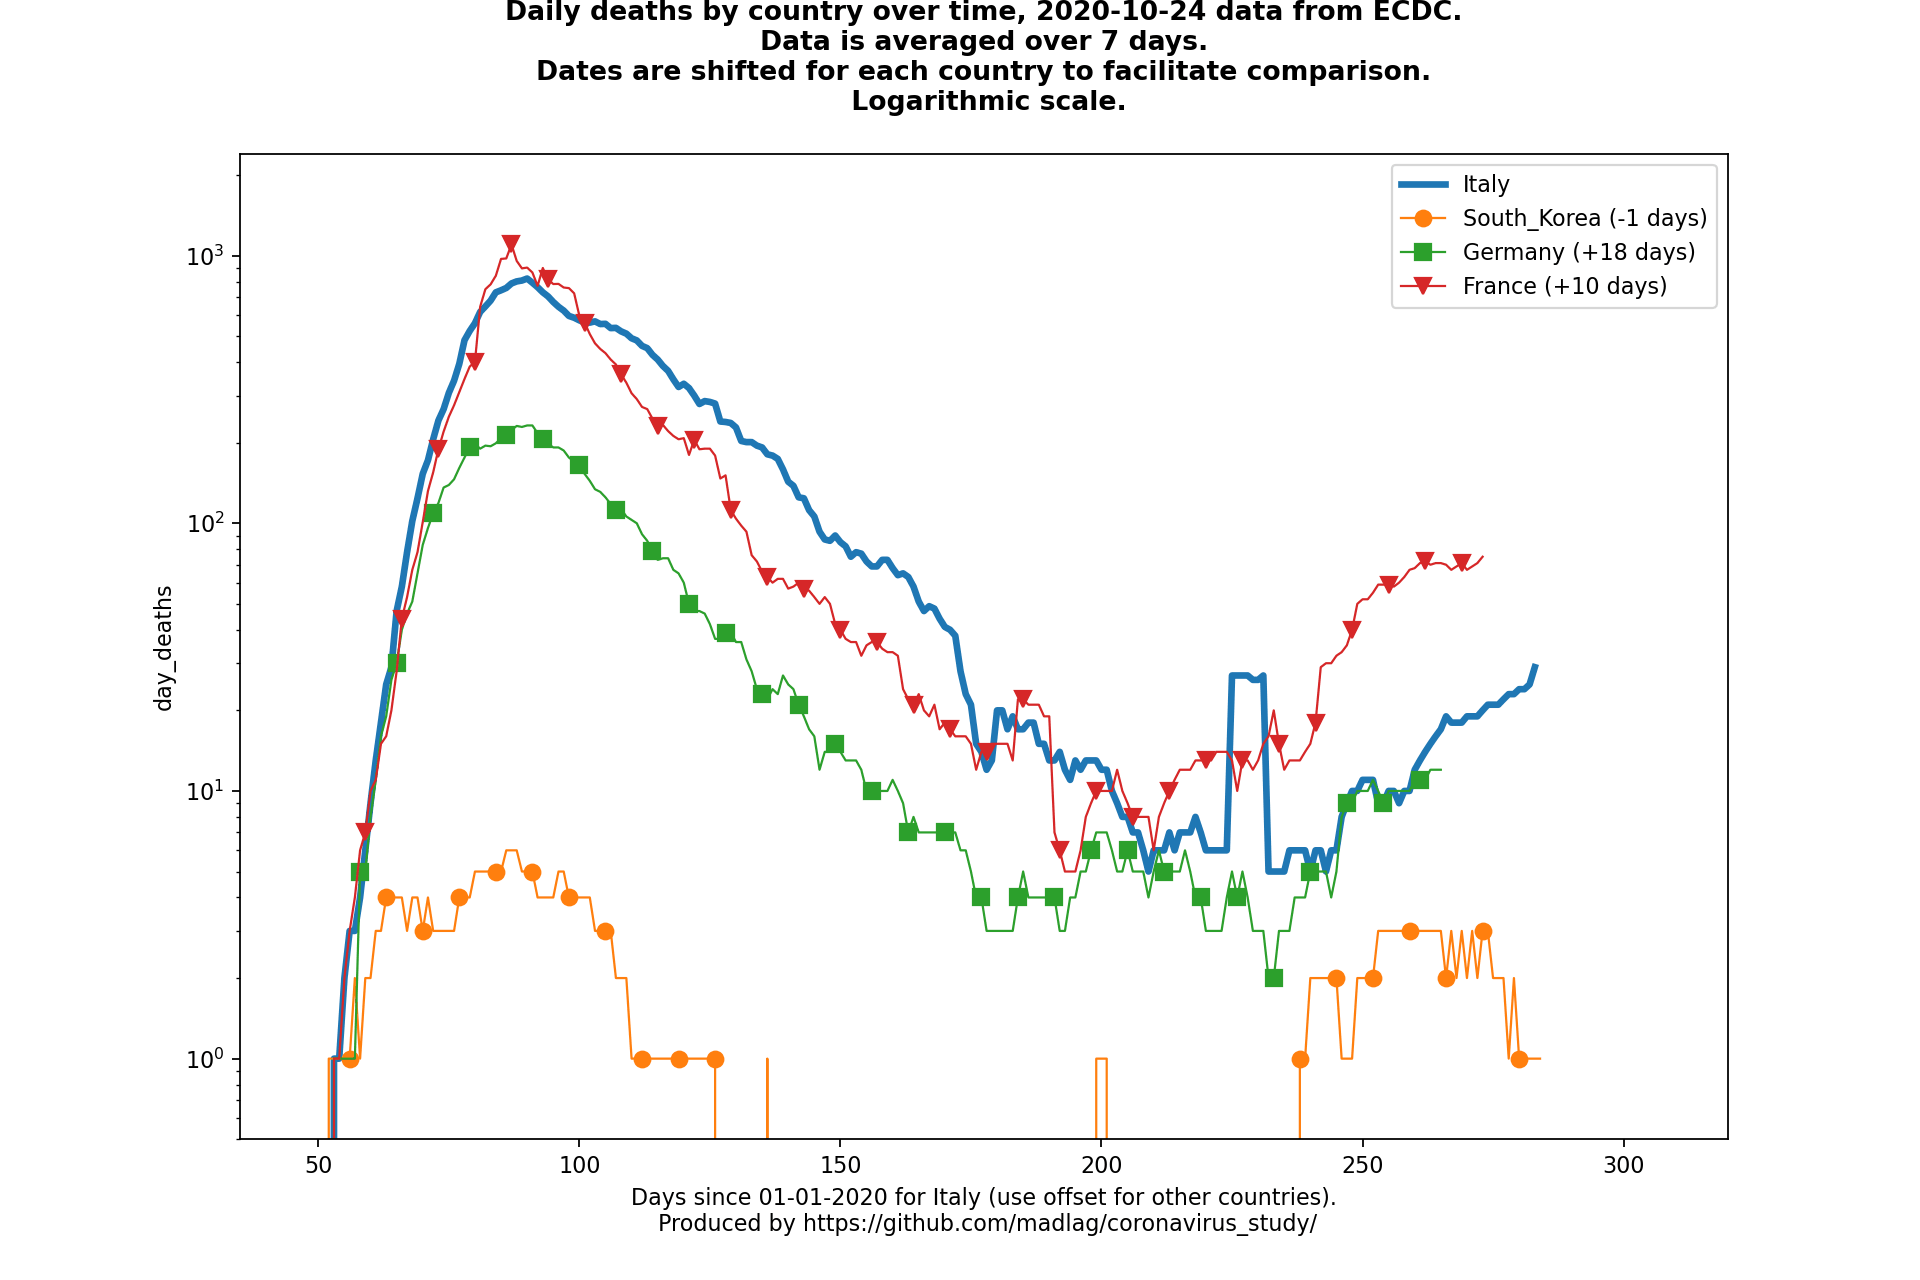 Daily deaths by country over time, 2020-10-24 data from ECDC.
Data is averaged over 7 days.
Dates are shifted for each country to facilitate comparison.
Logarithmic scale.
Italy
South_Korea (-1 days)
Germany (+18 days)
France (+10 days)
10³
10²
10¹
10⁰
day_deaths
50 100 150 200 250 300
Days since 01-01-2020 for Italy (use offset for other countries).
Produced by https://github.com/madlag/coronavirus_study/